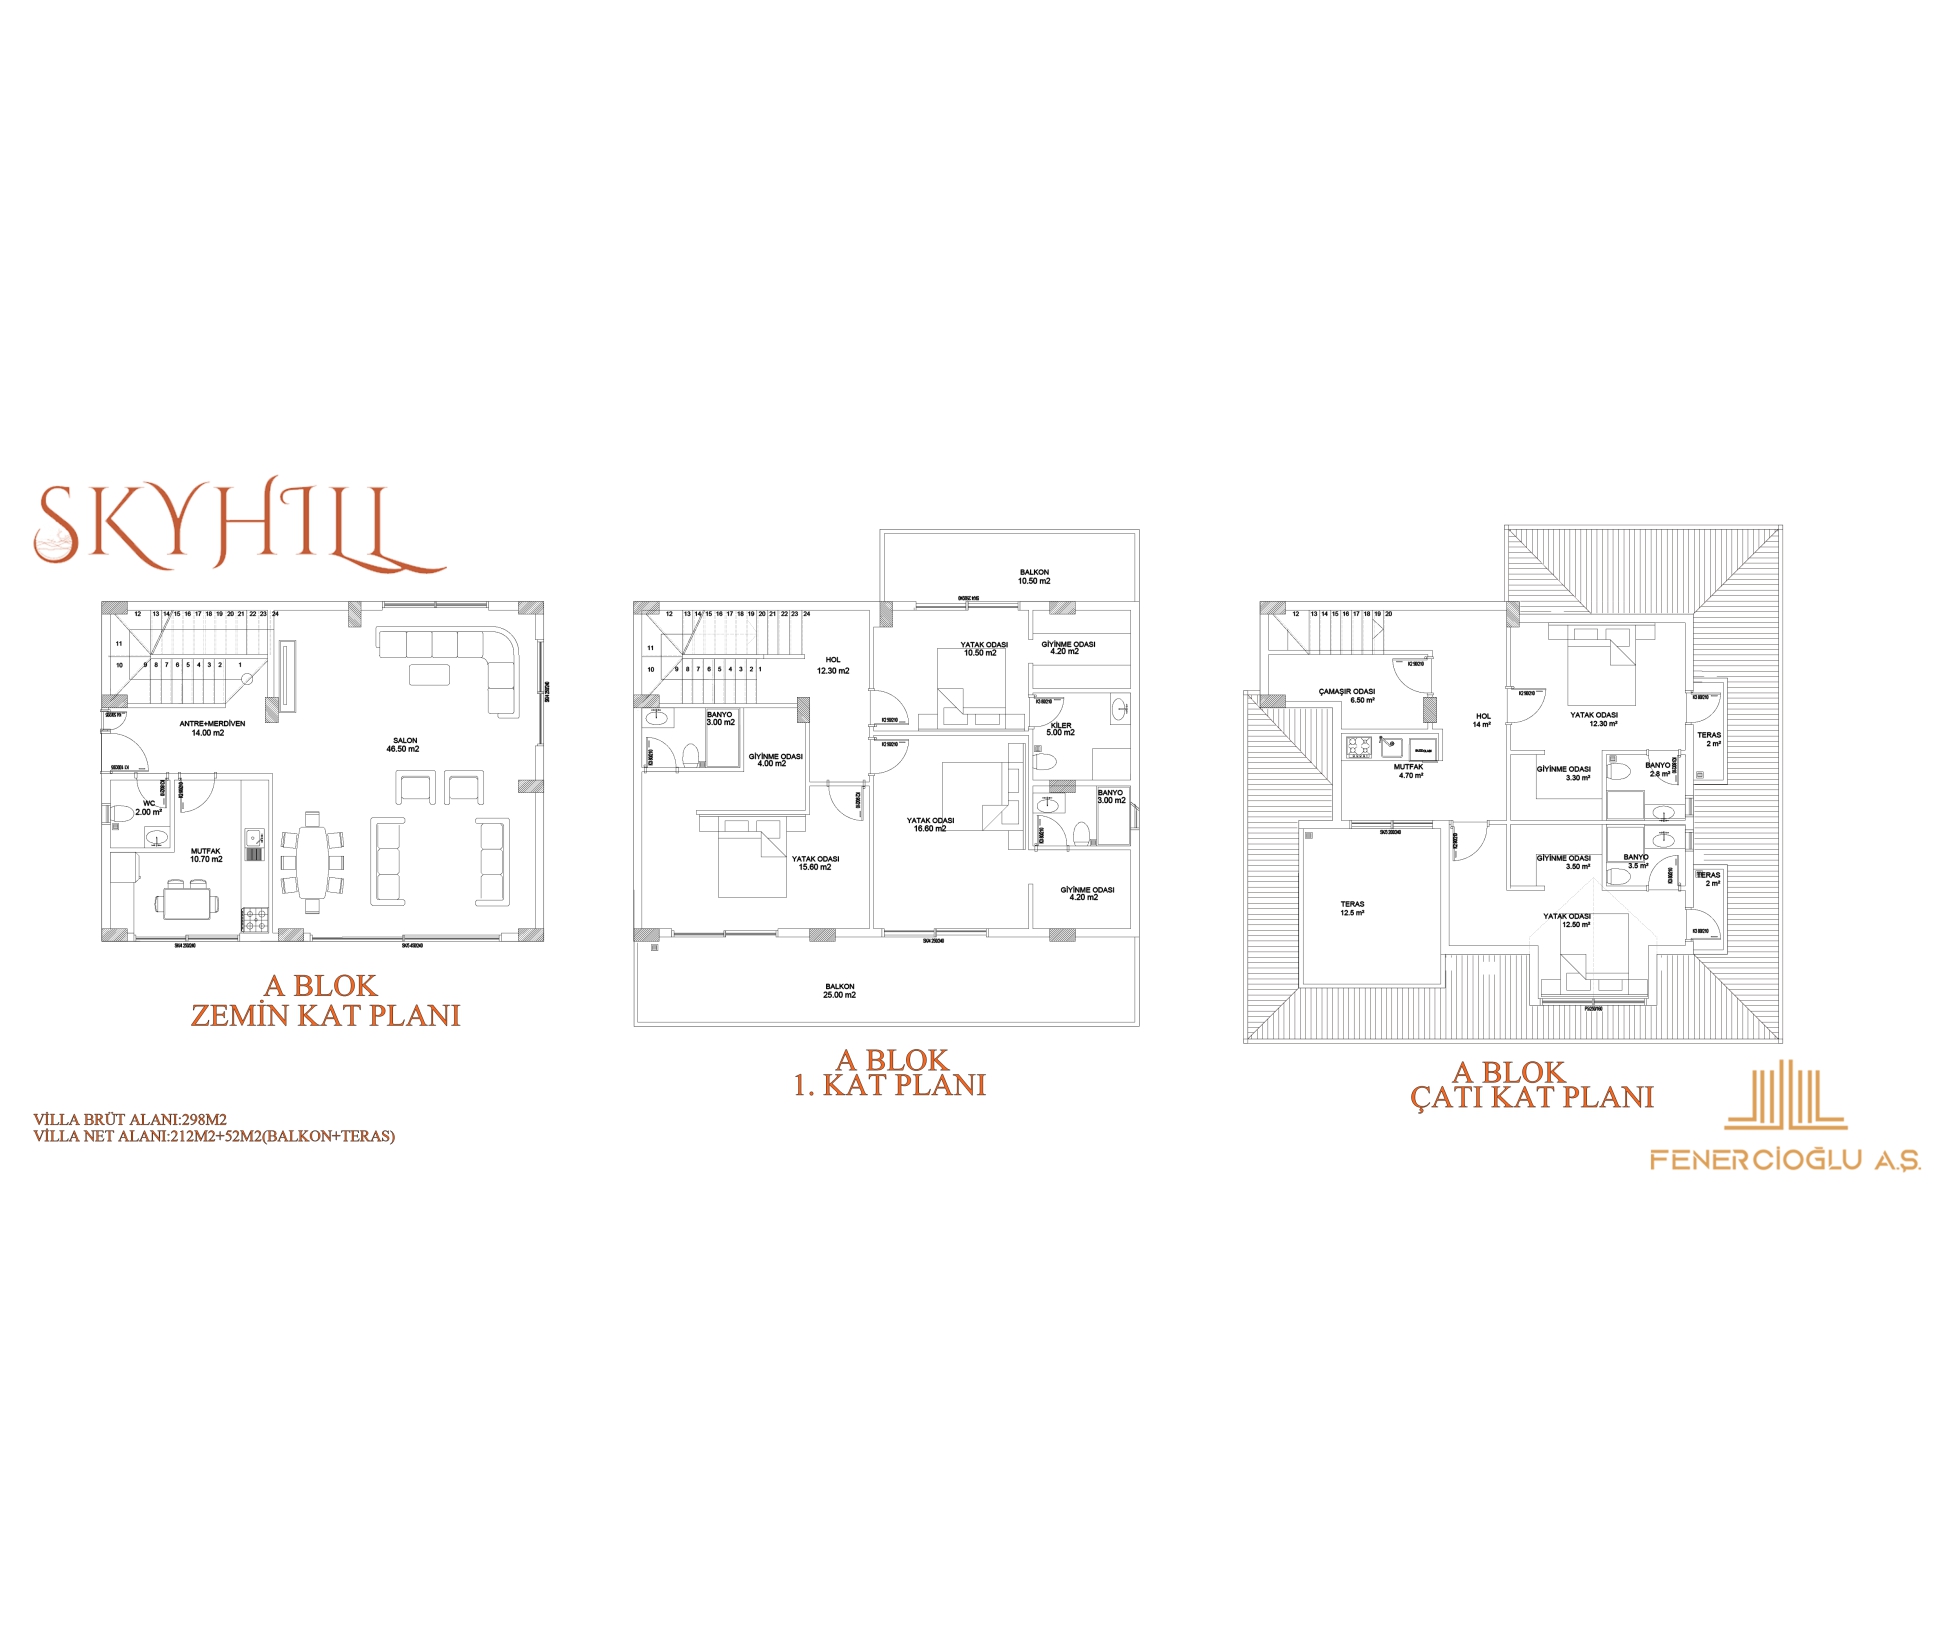 SKYHILL
12 13 14 15 16 17 18 19 20 21 22 23 24
11
10 9 8 7 6 5 4 3 2 1
ANTRE+MERDİVEN
14.00 m2
SALON
46.50 m2
WC
2.00 m²
MUTFAK
10.70 m2
A BLOK
ZEMİN KAT PLANI
BALKON
10.50 m2
12 13 14 15 16 17 18 19 20 21 22 23 24
11
10 9 8 7 6 5 4 3 2 1
HOL
12.30 m2
YATAK ODASI
10.50 m2
GİYİNME ODASI
4.20 m2
BANYO
3.00 m2
KİLER
5.00 m2
GİYİNME ODASI
4.00 m2
BANYO
3.00 m2
YATAK ODASI
16.60 m2
YATAK ODASI
15.60 m2
GİYİNME ODASI
4.20 m2
BALKON
25.00 m2
A BLOK
1. KAT PLANI
12 13 14 15 16 17 18 19 20
ÇAMAŞIR ODASI
6.50 m²
HOL
14 m²
YATAK ODASI
12.30 m²
TERAS
2 m²
MUTFAK
4.70 m²
GİYİNME ODASI
3.30 m²
BANYO
2.8 m²
GİYİNME ODASI
3.50 m²
BANYO
3.5 m²
TERAS
2 m²
TERAS
12.5 m²
YATAK ODASI
12.50 m²
A BLOK
ÇATI KAT PLANI
VİLLA BRÜT ALANI:298M2
VİLLA NET ALANI:212M2+52M2(BALKON+TERAS)
FENERCİOĞLU A.Ş.